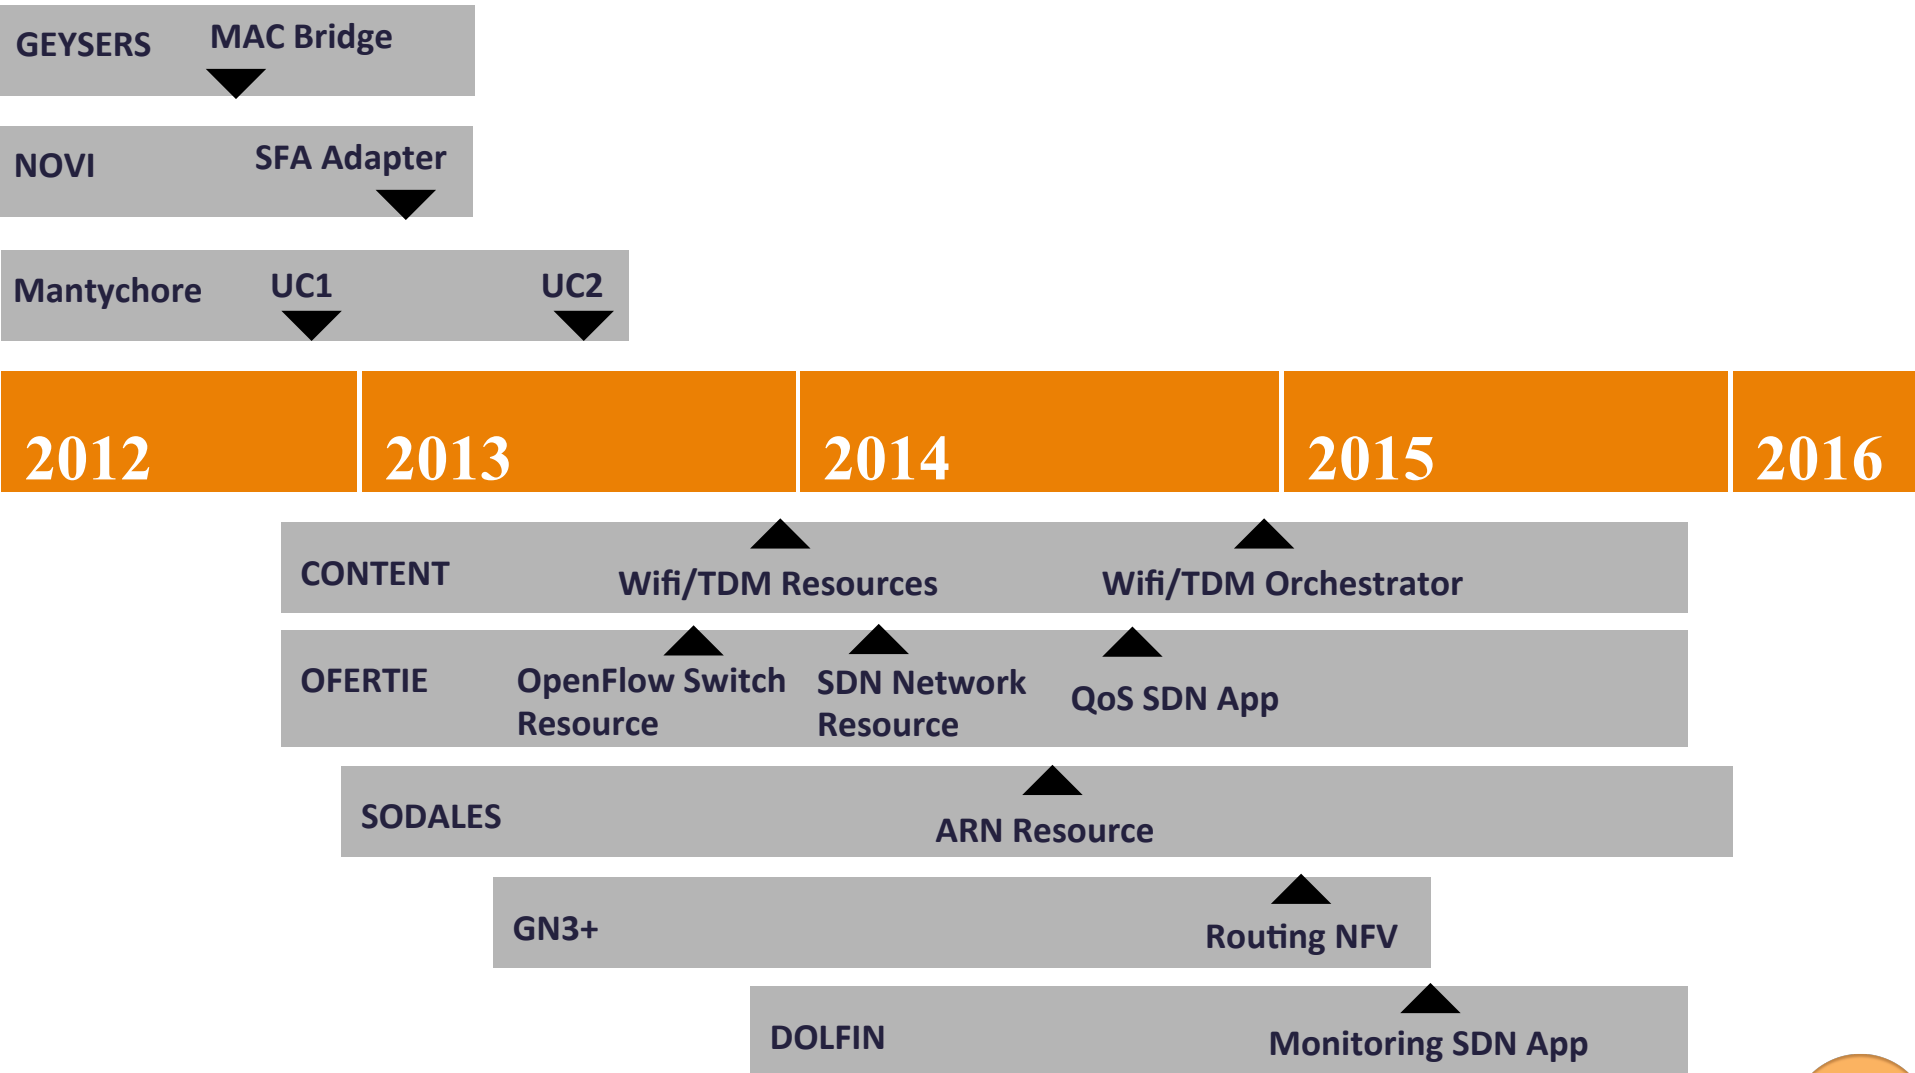 GEYSERS
MAC Bridge
NOVI
SFA Adapter
Mantychore
UC1
UC2
2012
2013
2014
2015
2016
CONTENT
Wifi/TDM Resources
Wifi/TDM Orchestrator
OFERTIE
OpenFlow Switch
Resource
SDN Network
Resource
QoS SDN App
SODALES
ARN Resource
GN3+
Routing NFV
DOLFIN
Monitoring SDN App